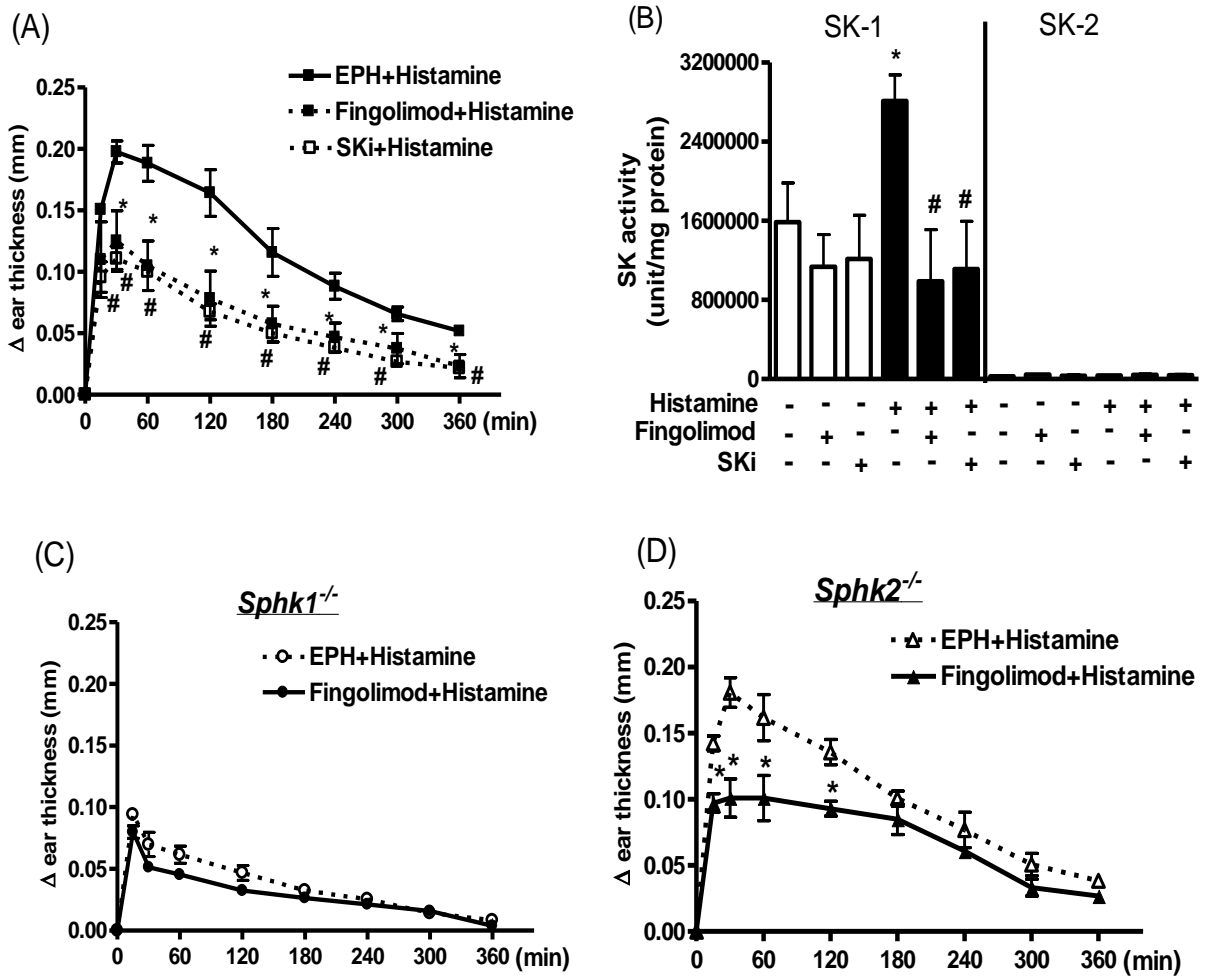 (A)
EPH+Histamine
Fingolimod+Histamine
SKi+Histamine
Δ ear thickness (mm)
0.25
0.20
0.15
0.10
0.05
0.00
* * * * * * *
# # # # # # # #
0 60 120 180 240 300 360 (min)
(B)
SK-1 SK-2
SK activity
(unit/mg protein)
3200000
2400000
1600000
800000
0
* # #
Histamine - - - + + + - - - + + +
Fingolimod - + - - + - - + - - + -
SKi - - + - - + - - + - - +
(C)
Sphk1-/-
EPH+Histamine
Fingolimod+Histamine
Δ ear thickness (mm)
0.25
0.20
0.15
0.10
0.05
0.00
0 60 120 180 240 300 360 (min)
(D)
Sphk2-/-
EPH+Histamine
Fingolimod+Histamine
Δ ear thickness (mm)
0.25
0.20
0.15
0.10
0.05
0.00
* * * *
0 60 120 180 240 300 360 (min)